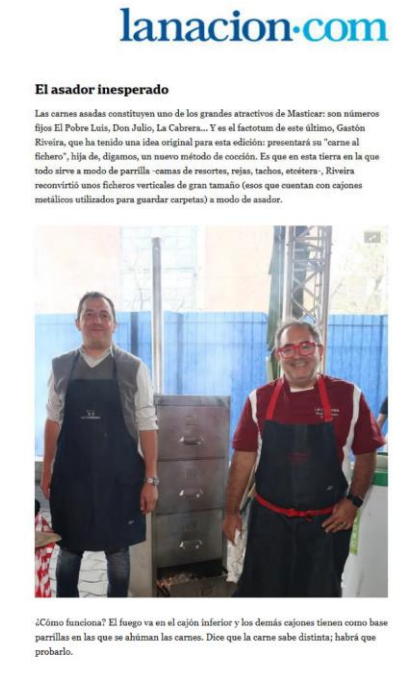 lanacion·com
El asador inesperado
Las carnes asadas constituyen uno de los grandes atractivos de Masticar: son números
fijos El Pobre Luis, Don Julio, La Cabrera... Y es el factotum de este último, Gastón
Riveira, que ha tenido una idea original para esta edición: presentará su "carne al
fichero", hija de, digamos, un nuevo método de cocción. Es que en esta tierra en la que
todo sirve a modo de parrilla -camas de resortes, rejas, tachos, etcétera-, Riveira
reconvirtió unos ficheros verticales de gran tamaño (esos que cuentan con cajones
metálicos utilizados para guardar carpetas) a modo de asador.
¿Cómo funciona? El fuego va en el cajón inferior y los demás cajones tienen como base
parrillas en las que se ahúman las carnes. Dice que la carne sabe distinta; habrá que
probarlo.